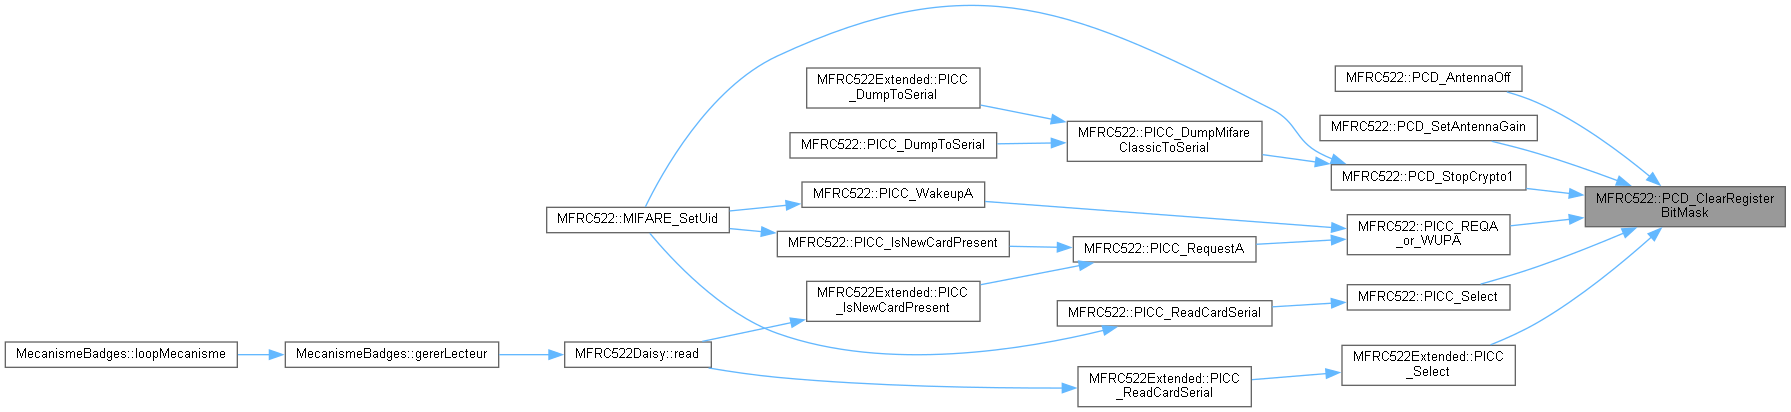 MFRC522::PCD_AntennaOff
MFRC522Extended::PICC
_DumpToSerial
MFRC522::PCD_SetAntennaGain
MFRC522::PICC_DumpMifare
ClassicToSerial
MFRC522::PICC_DumpToSerial
MFRC522::PCD_StopCrypto1
MFRC522::PICC_WakeupA
MFRC522::PCD_ClearRegister
BitMask
MFRC522::MIFARE_SetUid
MFRC522::PICC_REQA
_or_WUPA
MFRC522::PICC_IsNewCardPresent
MFRC522::PICC_RequestA
MFRC522Extended::PICC
_IsNewCardPresent
MFRC522::PICC_Select
MFRC522::PICC_ReadCardSerial
MecanismeBadges::loopMecanisme
MecanismeBadges::gererLecteur
MFRC522Daisy::read
MFRC522Extended::PICC
_Select
MFRC522Extended::PICC
_ReadCardSerial